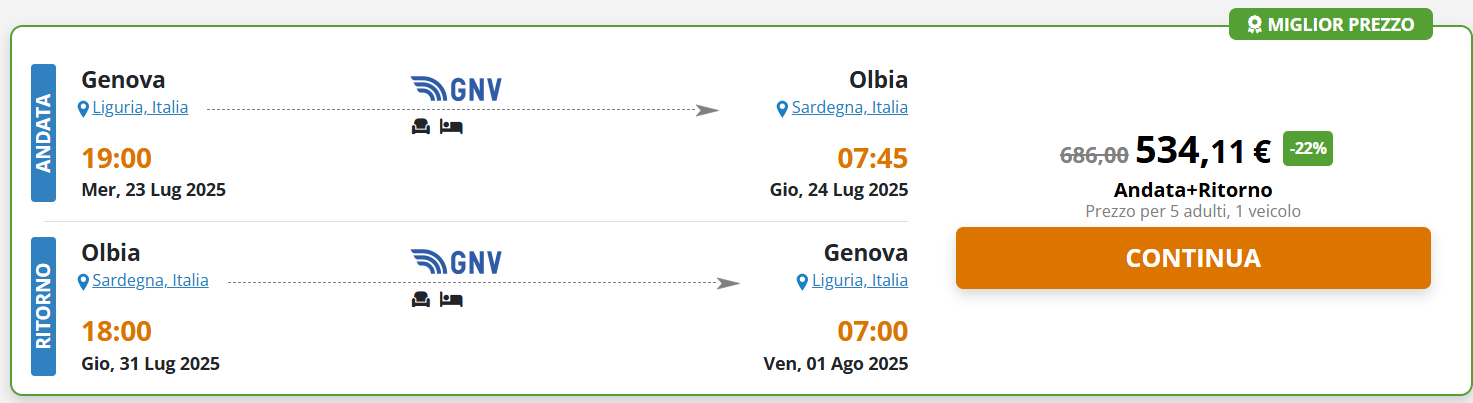 MIGLIOR PREZZO
ANDATA
Genova
GNV
Olbia
Liguria, Italia
Sardegna, Italia
19:00
07:45
Mer, 23 Lug 2025
Gio, 24 Lug 2025
RITORNO
Olbia
GNV
Genova
Sardegna, Italia
Liguria, Italia
18:00
07:00
Gio, 31 Lug 2025
Ven, 01 Ago 2025
686,00 534,11 € -22%
Andata+Ritorno
Prezzo per 5 adulti, 1 veicolo
CONTINUA